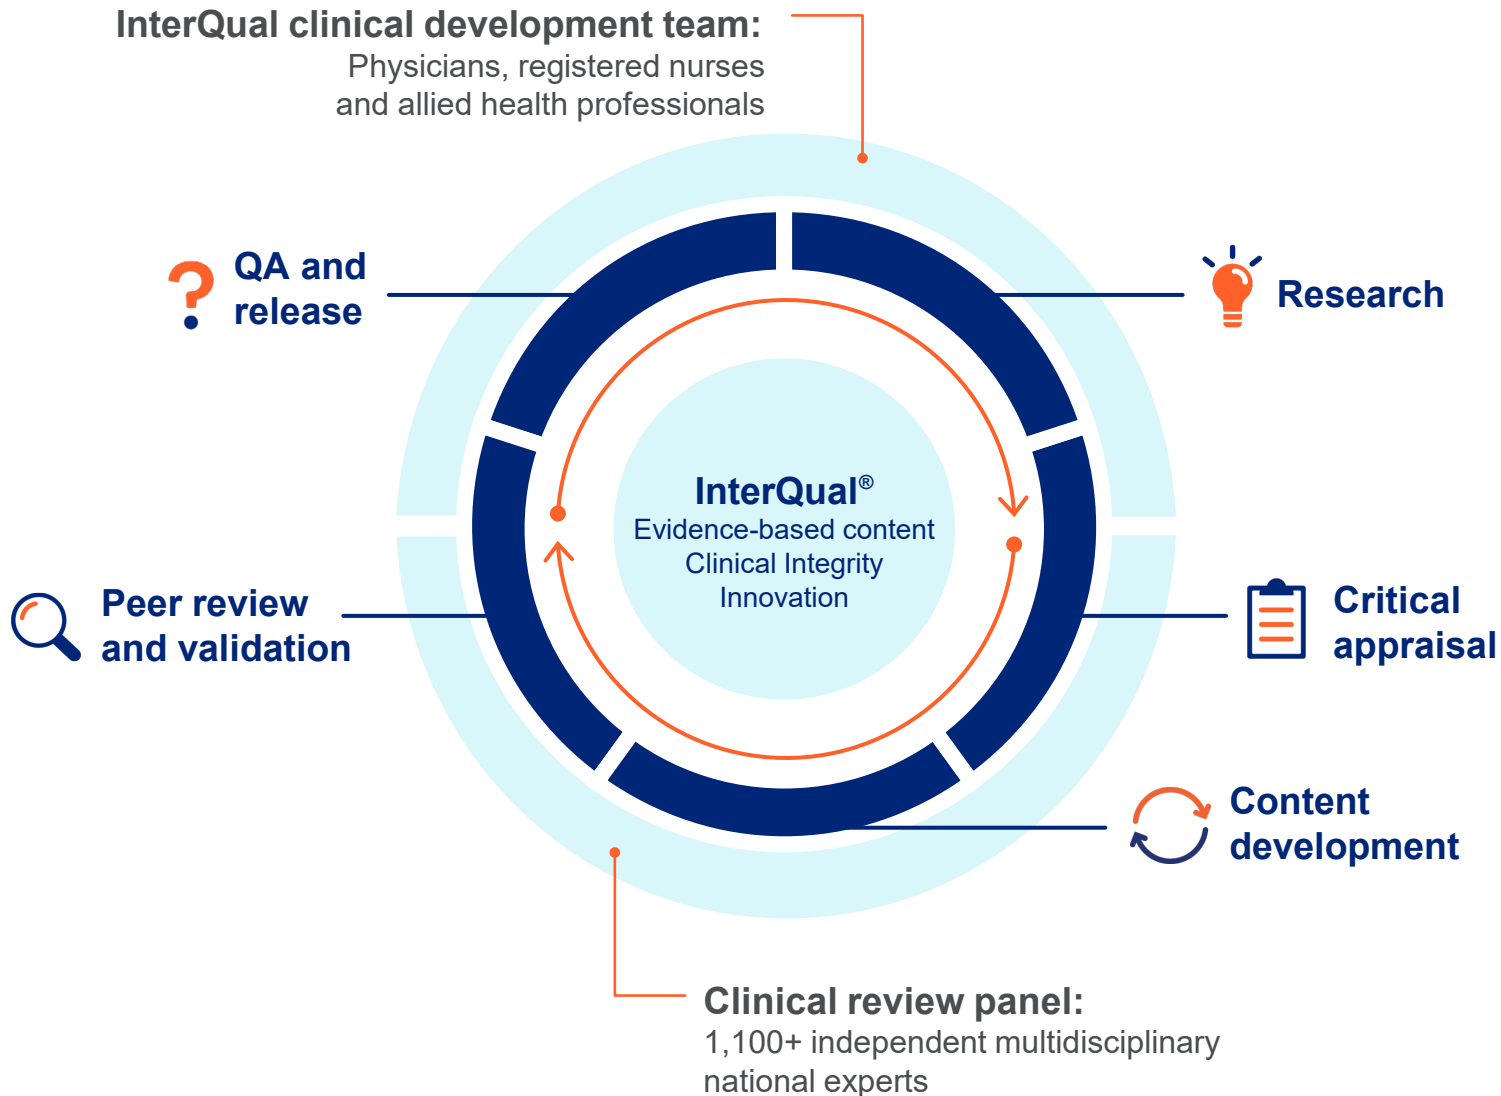 InterQual clinical development team:
Physicians, registered nurses
and allied health professionals
QA and
release
Research
InterQual®
Evidence-based content
Clinical Integrity
Innovation
Peer review
and validation
Critical
appraisal
Content
development
Clinical review panel:
1,100+ independent multidisciplinary
national experts